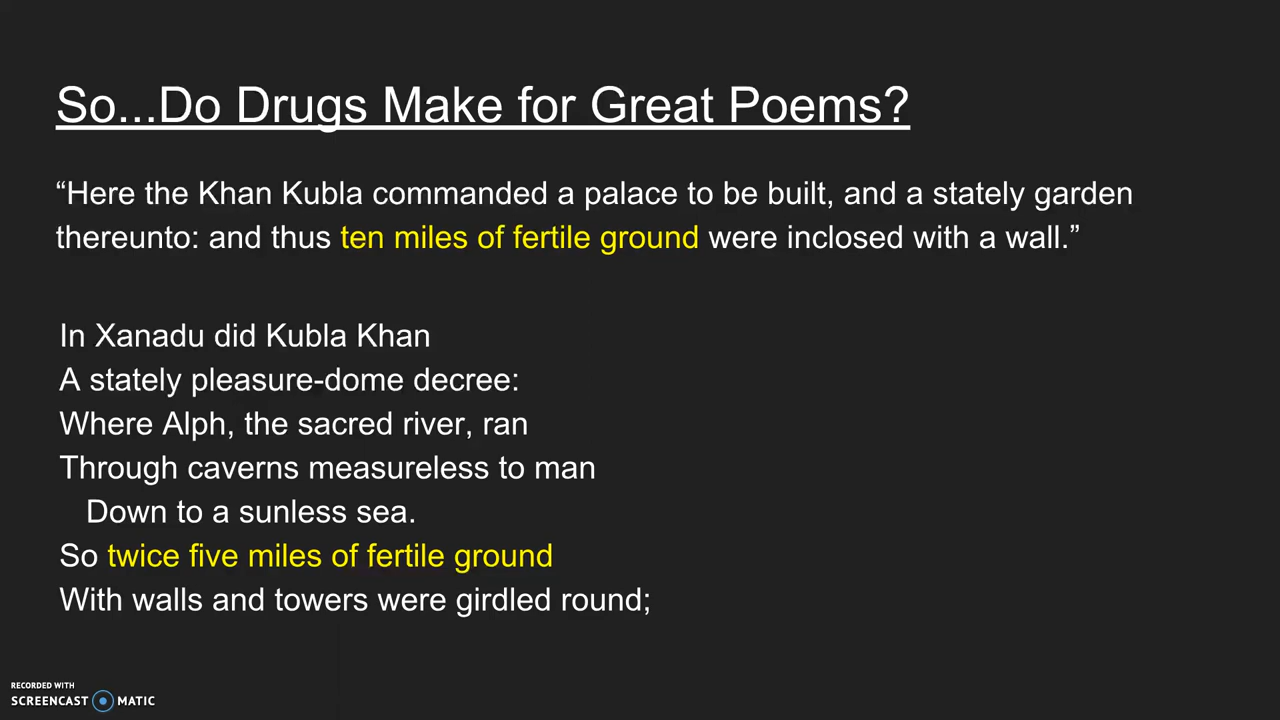 So...Do Drugs Make for Great Poems?
“Here the Khan Kubla commanded a palace to be built, and a stately garden
thereunto: and thus ten miles of fertile ground were inclosed with a wall.”
In Xanadu did Kubla Khan
A stately pleasure-dome decree:
Where Alph, the sacred river, ran
Through caverns measureless to man
Down to a sunless sea.
So twice five miles of fertile ground
With walls and towers were girdled round;
RECORDED WITH
SCREENCAST MATIC